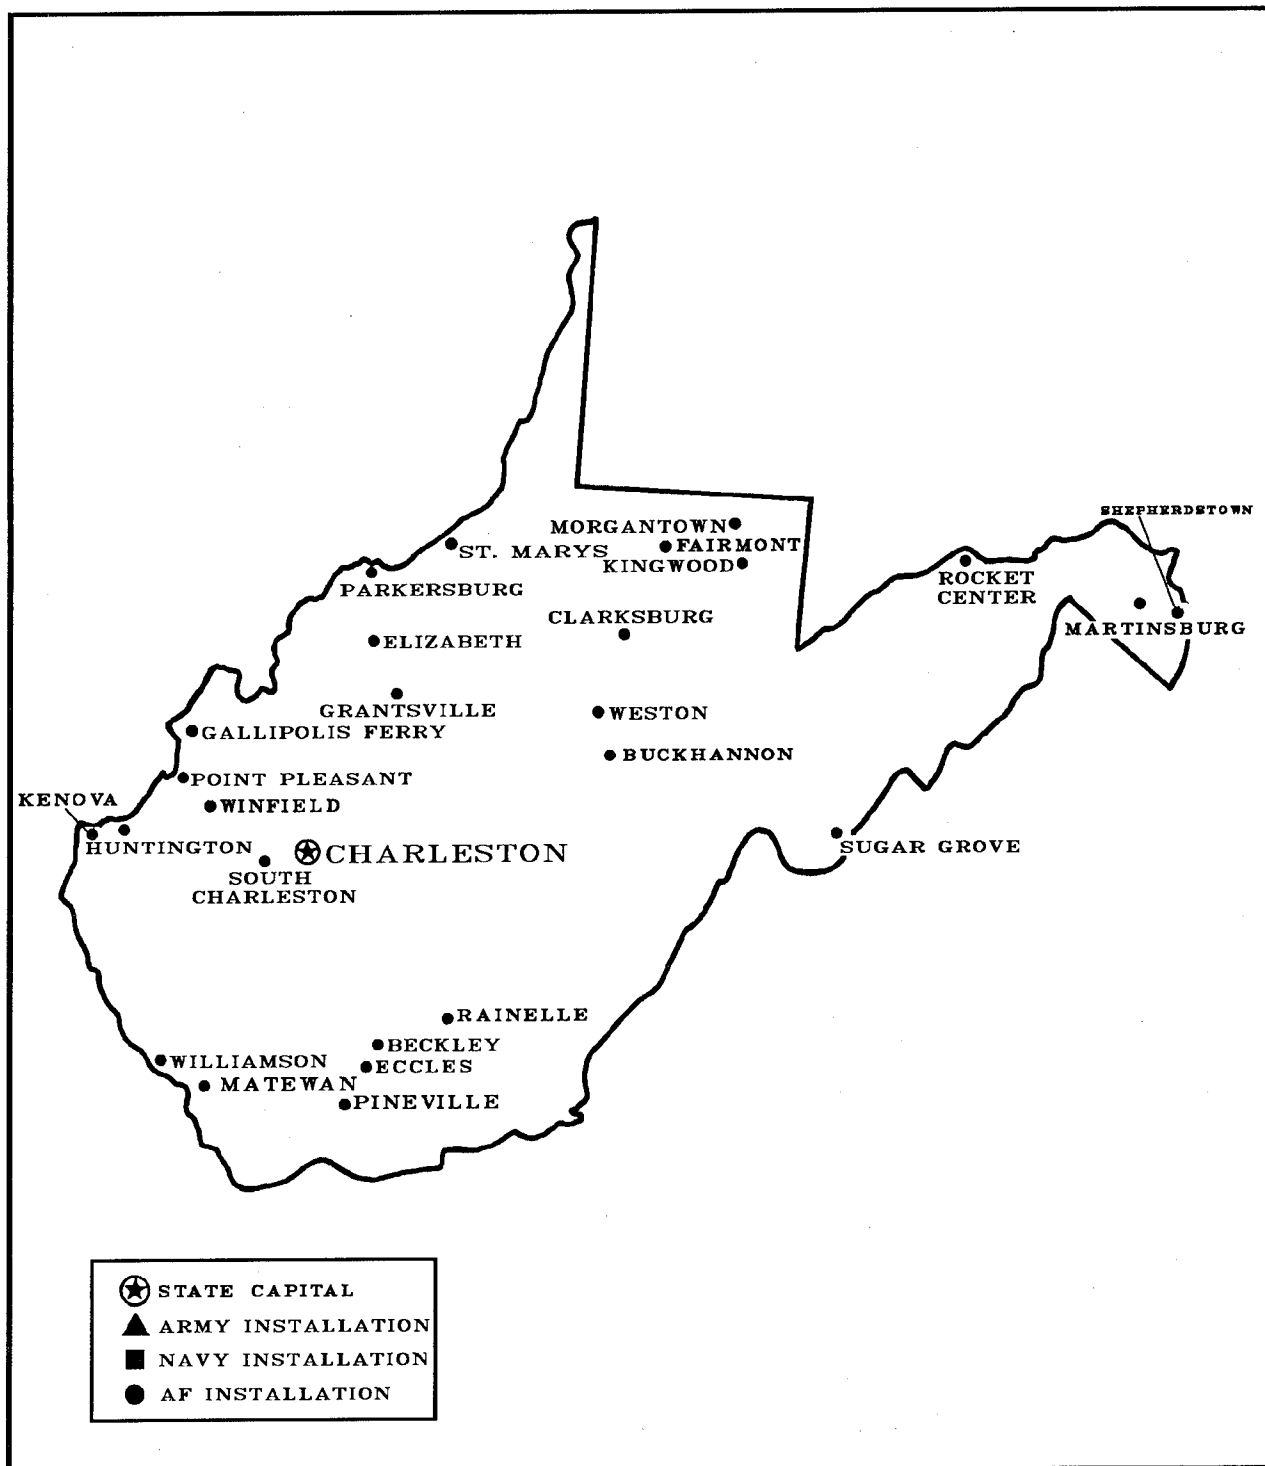 SHEPHERDSTOWN
MORGANTOWN
ST. MARYS
FAIRMONT
KINGWOOD
ROCKET
CENTER
PARKERSBURG
CLARKSBURG
MARTINSBURG
ELIZABETH
GRANTSVILLE
WESTON
GALLIPOLIS FERRY
BUCKHANNON
POINT PLEASANT
KENOVA
WINFIELD
HUNTINGTON
CHARLESTON
SUGAR GROVE
SOUTH
CHARLESTON
RAINELLE
BECKLEY
WILLIAMSON
ECCLES
MATEWAN
PINEVILLE
STATE CAPITAL
ARMY INSTALLATION
NAVY INSTALLATION
AF INSTALLATION